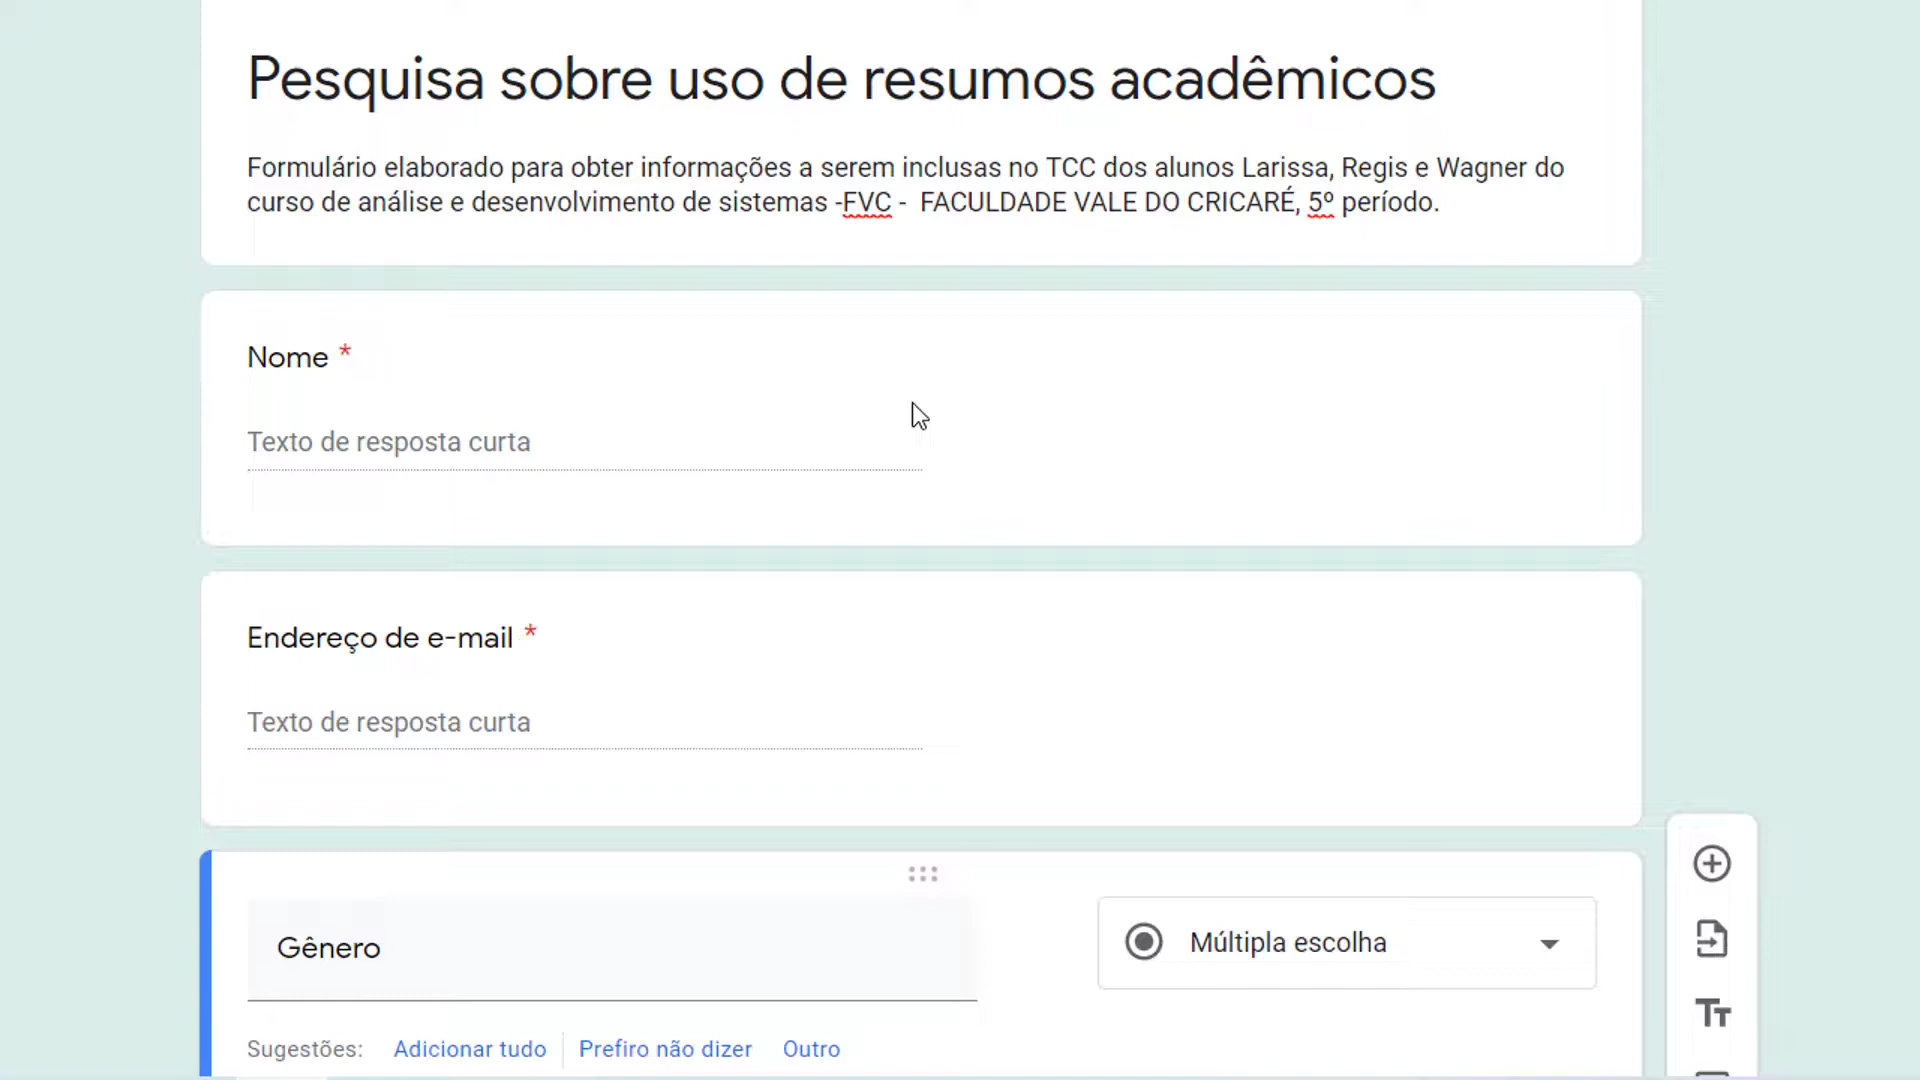 Pesquisa sobre uso de resumos acadêmicos
Formulário elaborado para obter informações a serem inclusas no TCC dos alunos Larissa, Regis e Wagner do
curso de análise e desenvolvimento de sistemas -FVC -  FACULDADE VALE DO CRICARÉ, 5º período.
Nome *
Texto de resposta curta
Endereço de e-mail *
Texto de resposta curta
Gênero
Múltipla escolha
Sugestões: Adicionar tudo Prefiro não dizer Outro